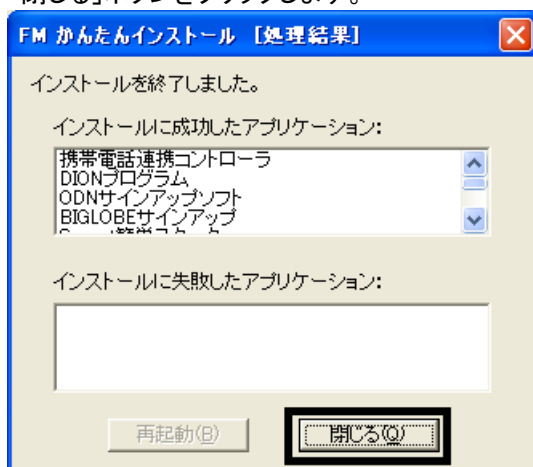 閉じる]ボタンをクリックします。
FM かんたんインストール [処理結果]
インストールを終了しました。
インストールに成功したアプリケーション:
携帯電話連携コントローラ
DIONプログラム
ODNサインアップソフト
BIGLOBEサインアップ
インストールに失敗したアプリケーション:
再起動(B)
閉じる(Q)